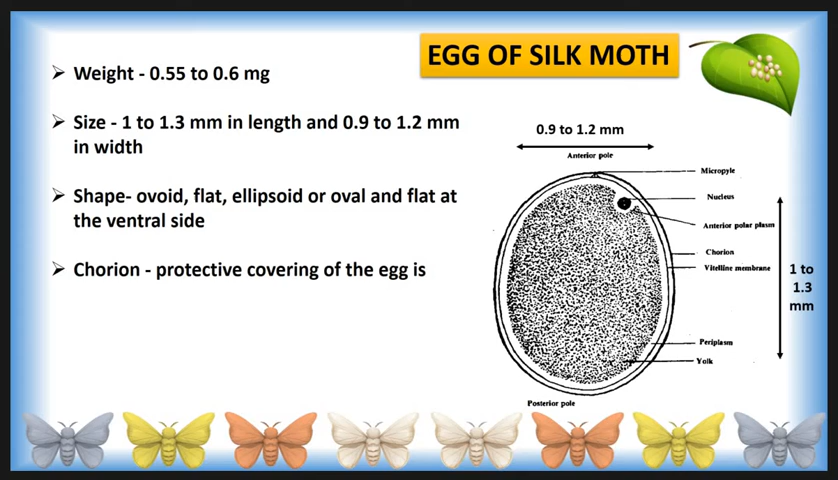 EGG OF SILK MOTH
➢ Weight - 0.55 to 0.6 mg
➢ Size - 1 to 1.3 mm in length and 0.9 to 1.2 mm
in width
➢ Shape- ovoid, flat, ellipsoid or oval and flat at
the ventral side
➢ Chorion - protective covering of the egg is
0.9 to 1.2 mm
Anterior pole
Micropyle
Nucleus
Anterior polar plasm
Chorion
Vitelline membrane
1 to
1.3
mm
Periplasm
Yolk
Posterior pole